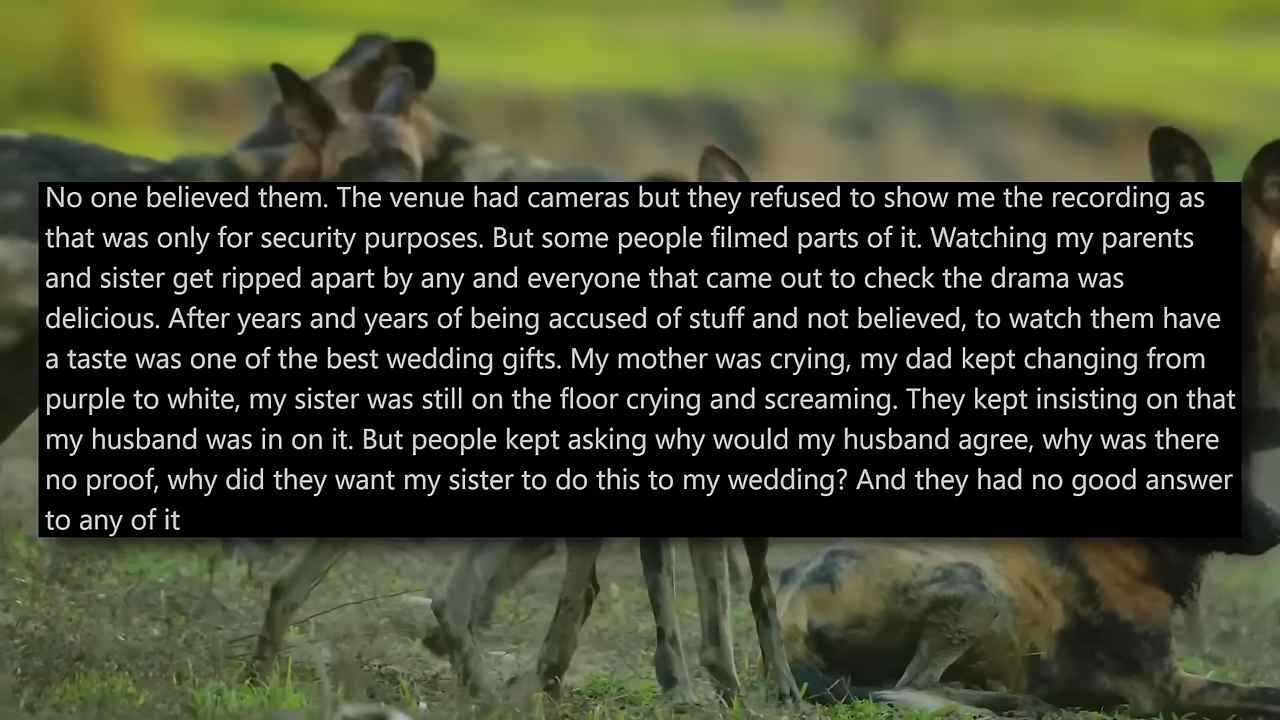 No one believed them. The venue had cameras but they refused to show me the recording as
that was only for security purposes. But some people filmed parts of it. Watching my parents
and sister get ripped apart by any and everyone that came out to check the drama was
delicious. After years and years of being accused of stuff and not believed, to watch them have
a taste was one of the best wedding gifts. My mother was crying, my dad kept changing from
purple to white, my sister was still on the floor crying and screaming. They kept insisting on that
my husband was in on it. But people kept asking why would my husband agree, why was there
no proof, why did they want my sister to do this to my wedding? And they had no good answer
to any of it